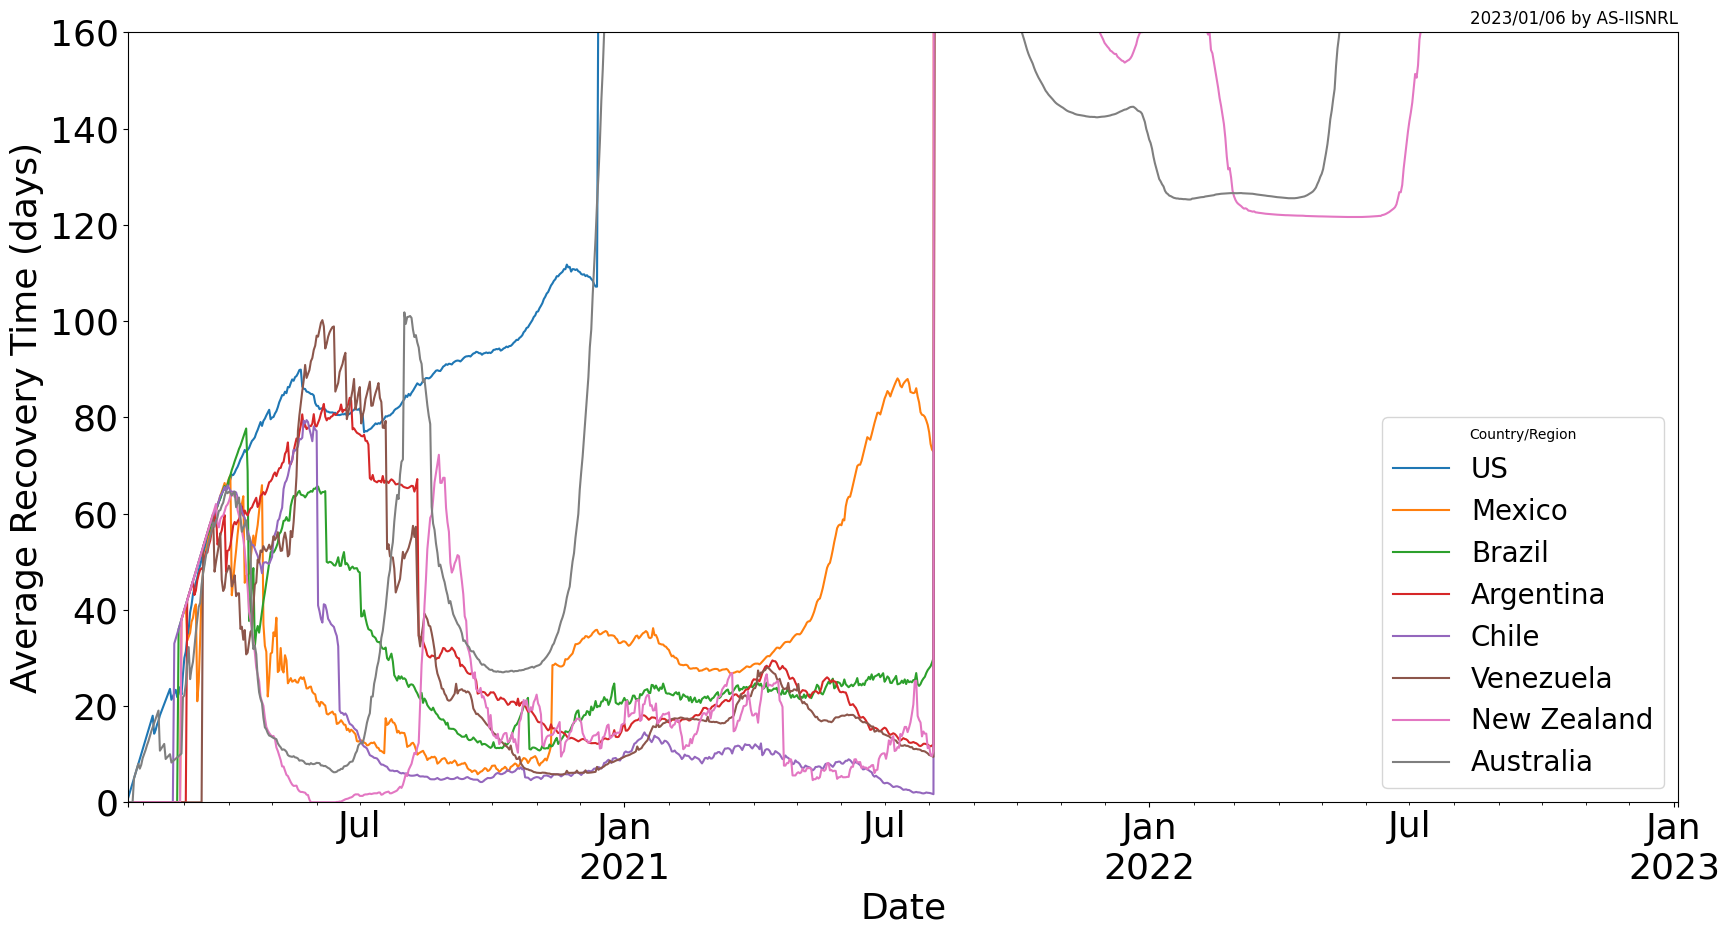 2023/01/06 by AS-IISNRL
160
140
120
100
80
60
40
20
0
Average Recovery Time (days)
Country/Region
US
Mexico
Brazil
Argentina
Chile
Venezuela
New Zealand
Australia
Jul
Jan
2021
Jul
Jan
2022
Jul
Jan
2023
Date